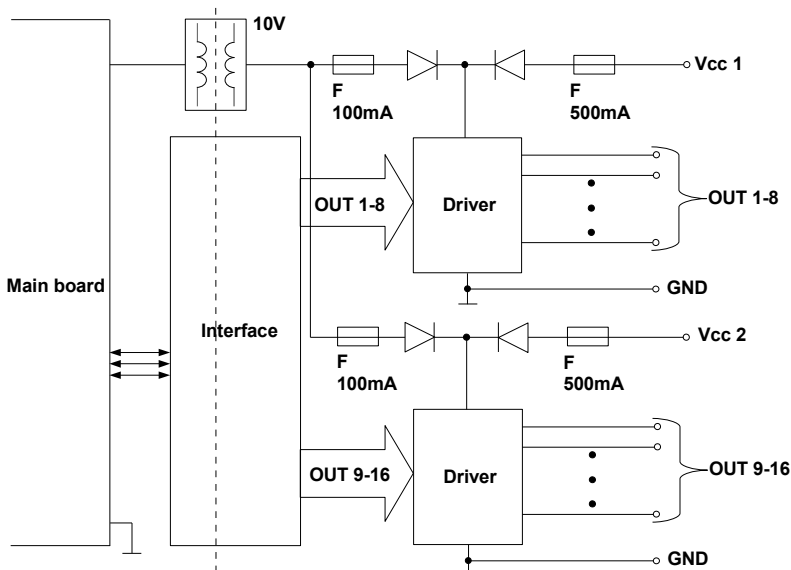 10V
Vcc 1
F
100mA
F
500mA
OUT 1-8
Driver
OUT 1-8
Main board
GND
Interface
Vcc 2
F
100mA
F
500mA
OUT 9-16
Driver
OUT 9-16
GND